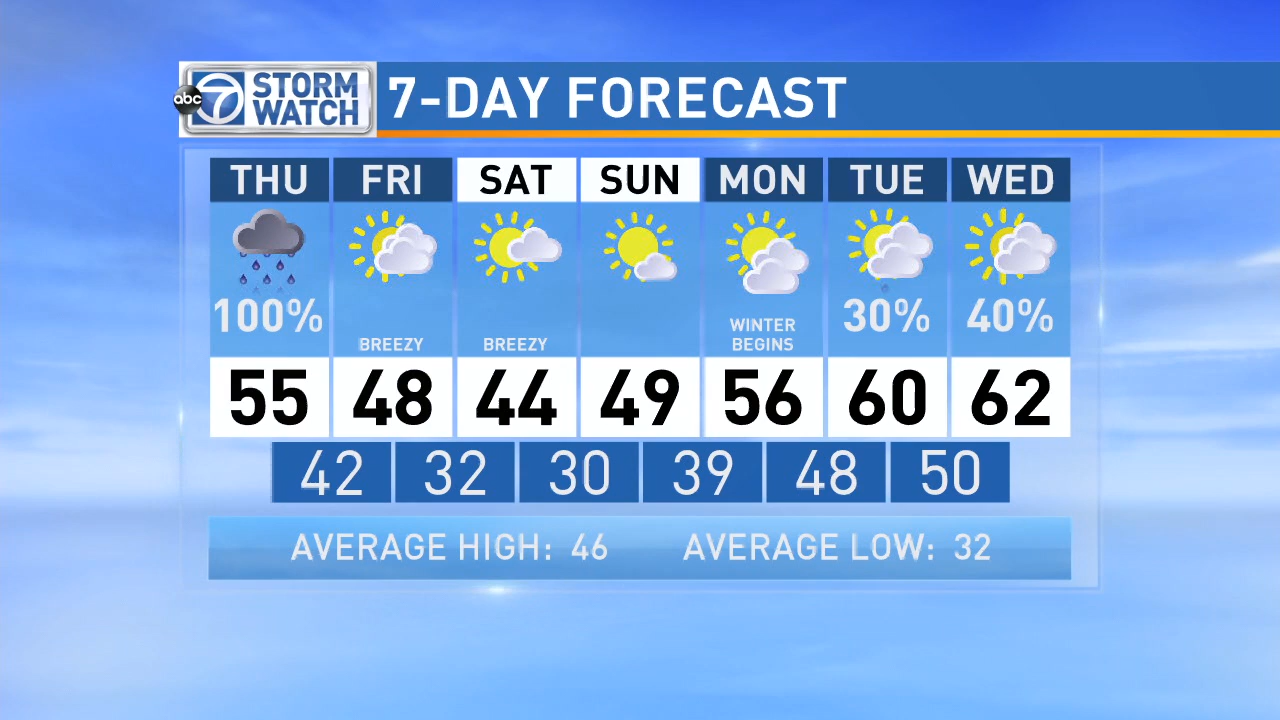 abc 7 STORM WATCH
7-DAY FORECAST
THU FRI SAT SUN MON TUE WED
100% 30% 40%
BREEZY BREEZY WINTER BEGINS
55 48 44 49 56 60 62
42 32 30 39 48 50
AVERAGE HIGH: 46 AVERAGE LOW: 32